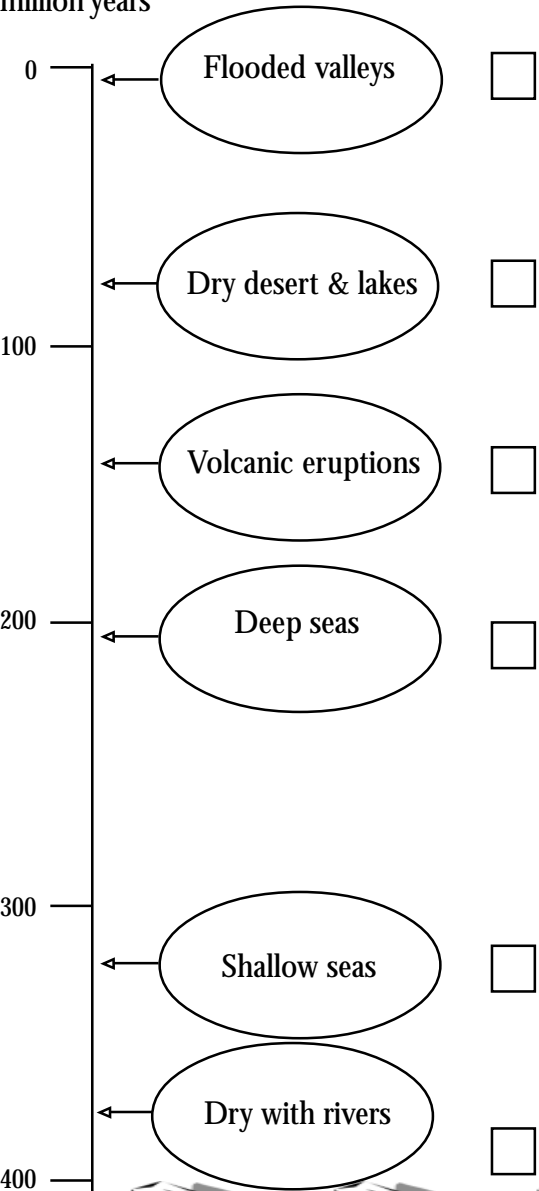 million years
0
Flooded valleys
Dry desert & lakes
100
Volcanic eruptions
200
Deep seas
300
Shallow seas
Dry with rivers
400